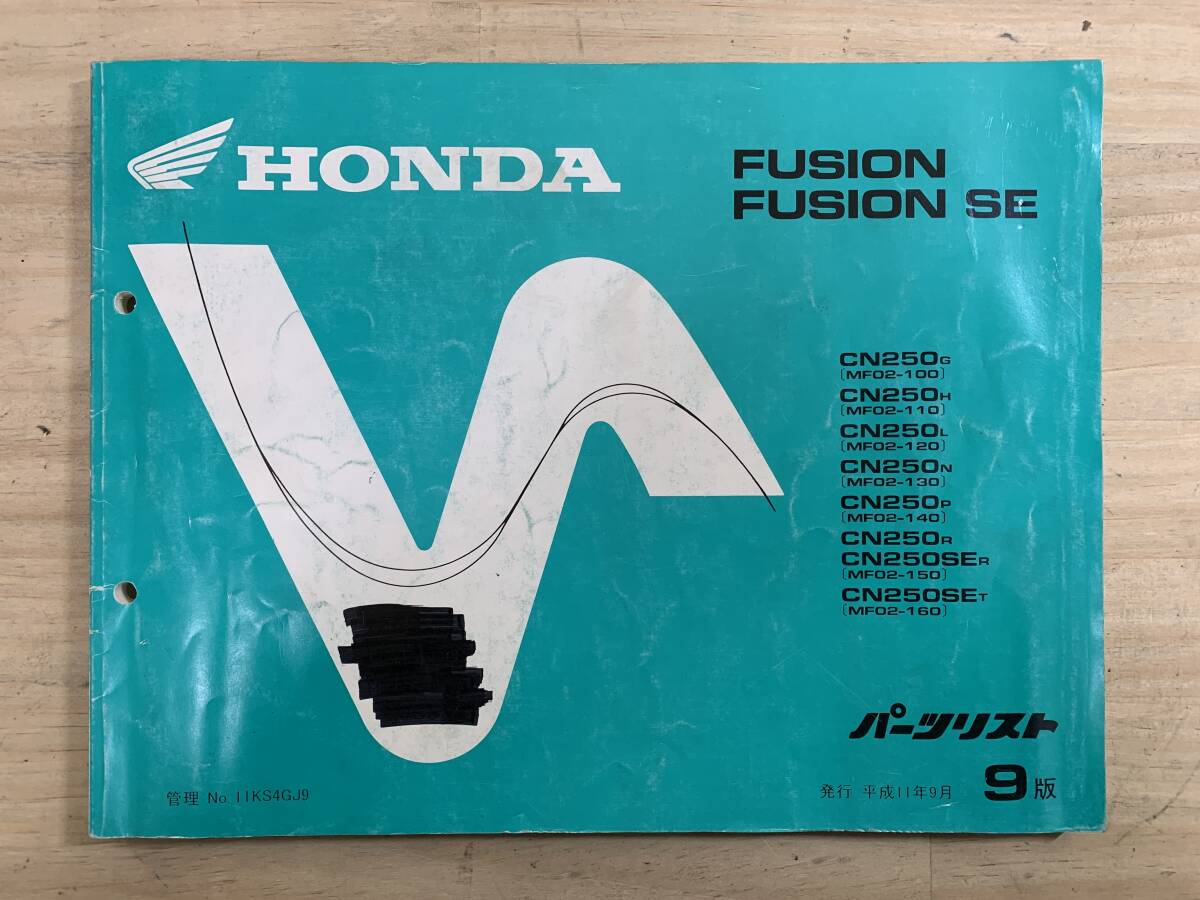 HONDA
FUSION
FUSION SE
CN250G
[MF02-100]
CN250H
[MF02-110]
CN250L
[MF02-120]
CN250N
[MF02-130]
CN250P
[MF02-140]
CN250R
CN250SER
[MF02-150]
CN250SET
[MF02-160]
パーツリスト
管理 No. 11KS4GJ9
発行 平成11年9月 9版